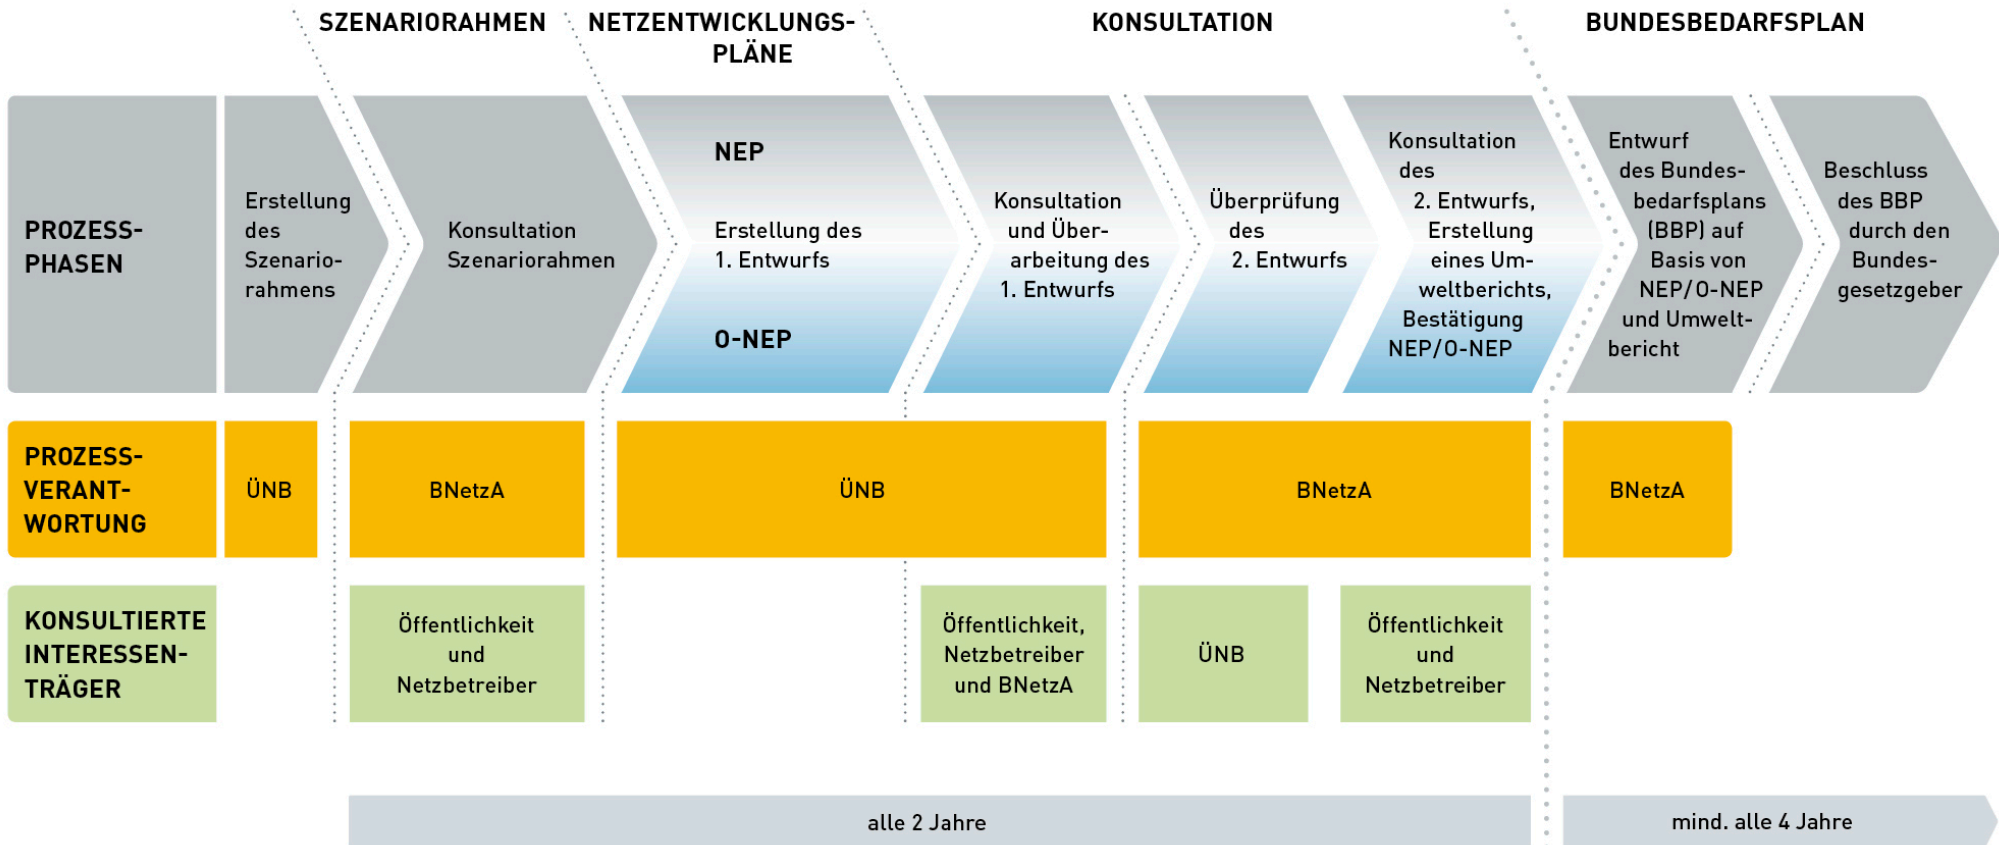 SZENARIORAHMEN
NETZENTWICKLUNGS-
PLÄNE
KONSULTATION
BUNDESBEDARFSPLAN
PROZESS-
PHASEN
Erstellung
des
Szenario-
rahmens
Konsultation
Szenariorahmen
NEP
Erstellung des
1. Entwurfs
O-NEP
Konsultation
und Über-
arbeitung des
1. Entwurfs
Überprüfung
des
2. Entwurfs
Konsultation
des
2. Entwurfs,
Erstellung
eines Um-
weltberichts,
Bestätigung
NEP/O-NEP
Entwurf
des Bundes-
bedarfsplans
(BBP) auf
Basis von
NEP/O-NEP
und Umwelt-
bericht
Beschluss
des BBP
durch den
Bundes-
gesetzgeber
PROZESS-
VERANT-
WORTUNG
ÜNB
BNetzA
ÜNB
BNetzA
BNetzA
KONSULTIERTE
INTERESSEN-
TRÄGER
Öffentlichkeit
und
Netzbetreiber
Öffentlichkeit,
Netzbetreiber
und BNetzA
ÜNB
Öffentlichkeit
und
Netzbetreiber
alle 2 Jahre
mind. alle 4 Jahre